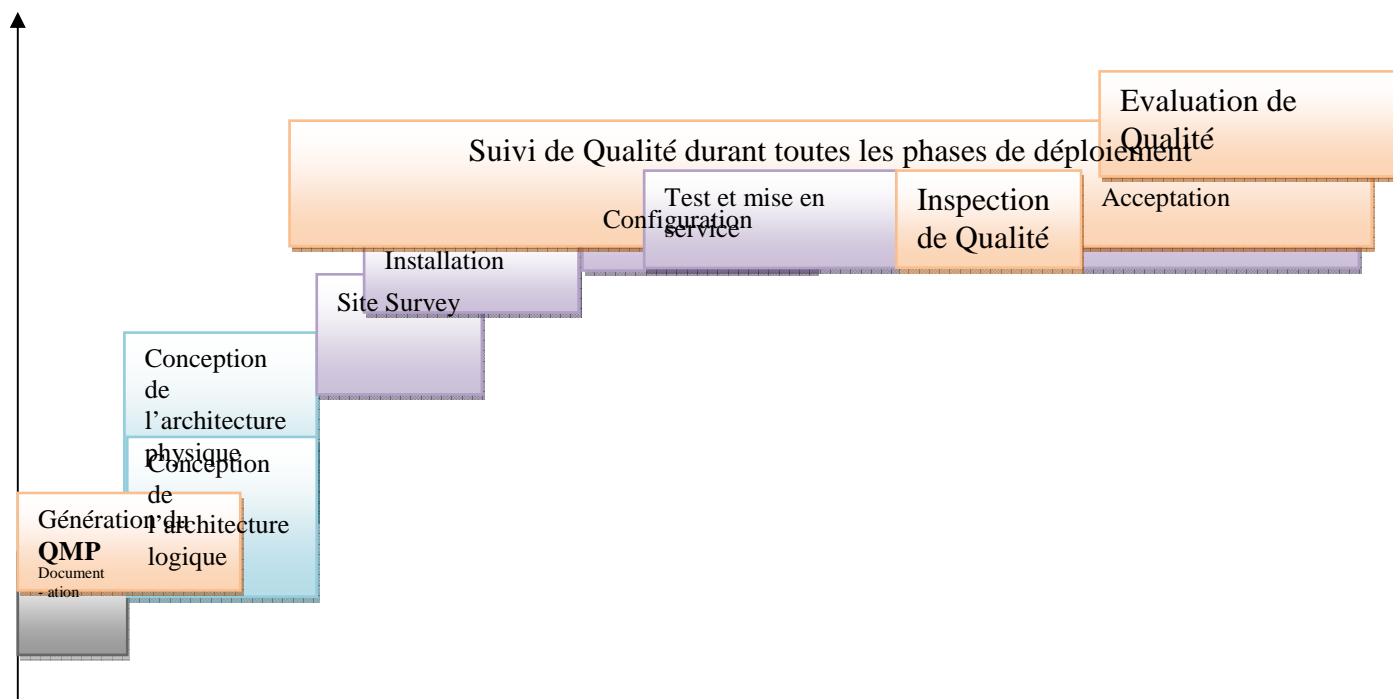 Evaluation de
Qualité
Suivi de Qualité durant toutes les phases de déploiement
Test et mise en
service
Inspection
de Qualité
Acceptation
Configuration
Installation
Site Survey
Conception
de
l’architecture
physique
Conception
de
l’architecture
logique
Génération du
QMP
Document
- ation